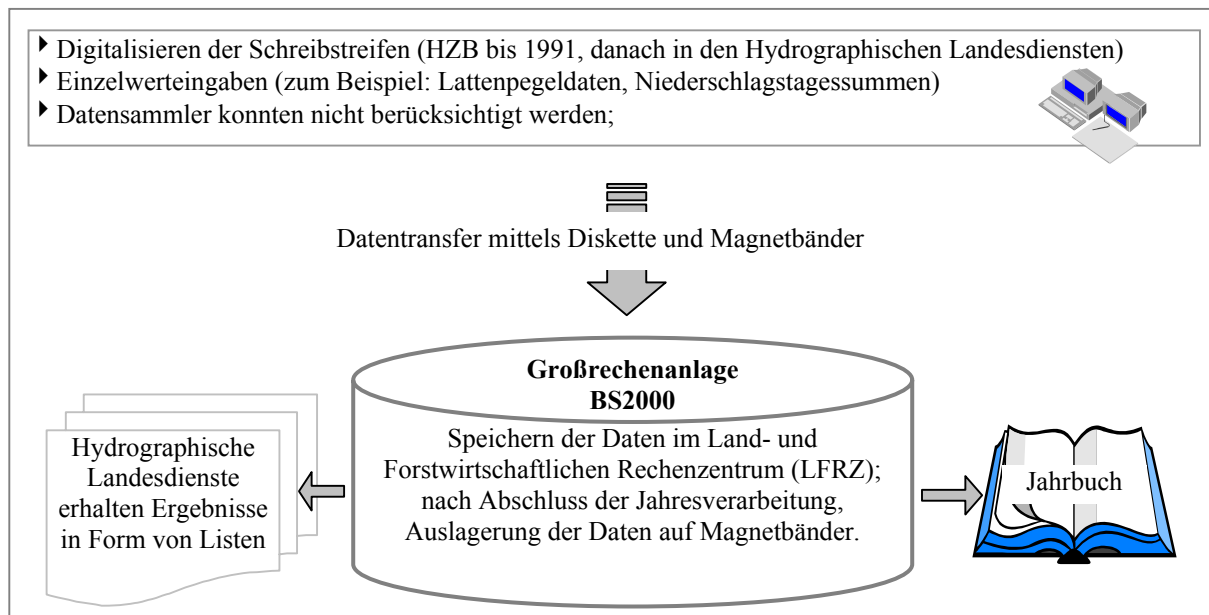 Digitalisieren der Schreibstreifen (HZB bis 1991, danach in den Hydrographischen Landesdiensten)
Einzelwerteingaben (zum Beispiel: Lattenpegeldaten, Niederschlagstagessummen)
Datensammler konnten nicht berücksichtigt werden;
Datentransfer mittels Diskette und Magnetbänder
Großrechenanlage
BS2000
Speichern der Daten im Land- und
Forstwirtschaftlichen Rechenzentrum (LFRZ);
nach Abschluss der Jahresverarbeitung,
Auslagerung der Daten auf Magnetbänder.
Hydrographische
Landesdienste
erhalten Ergebnisse
in Form von Listen
Jahrbuch